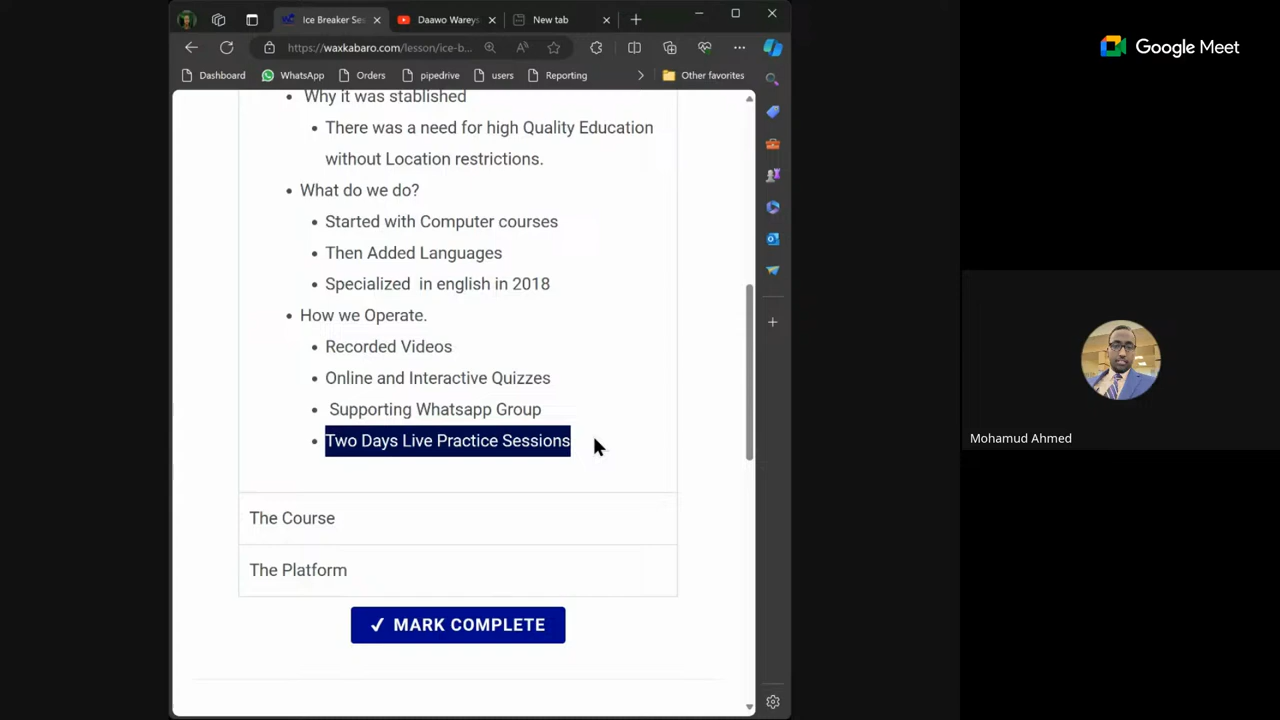 Ice Breaker Ses
Daawo Wareys
New tab
https://waxkabaro.com/lesson/ice-b...
Dashboard
WhatsApp
Orders
pipedrive
users
Reporting
Other favorites
Google Meet
• Why it was stablished
• There was a need for high Quality Education
without Location restrictions.
• What do we do?
• Started with Computer courses
• Then Added Languages
• Specialized in english in 2018
• How we Operate.
• Recorded Videos
• Online and Interactive Quizzes
• Supporting Whatsapp Group
• Two Days Live Practice Sessions
The Course
The Platform
✓ MARK COMPLETE
Mohamud Ahmed